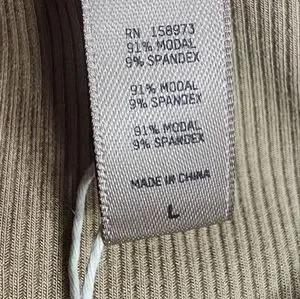 RN 158973
91% MODAL
9% SPANDEX
91% MODAL
9% SPANDEX
91% MODAL
9% SPANDEX
MADE IN CHINA
L